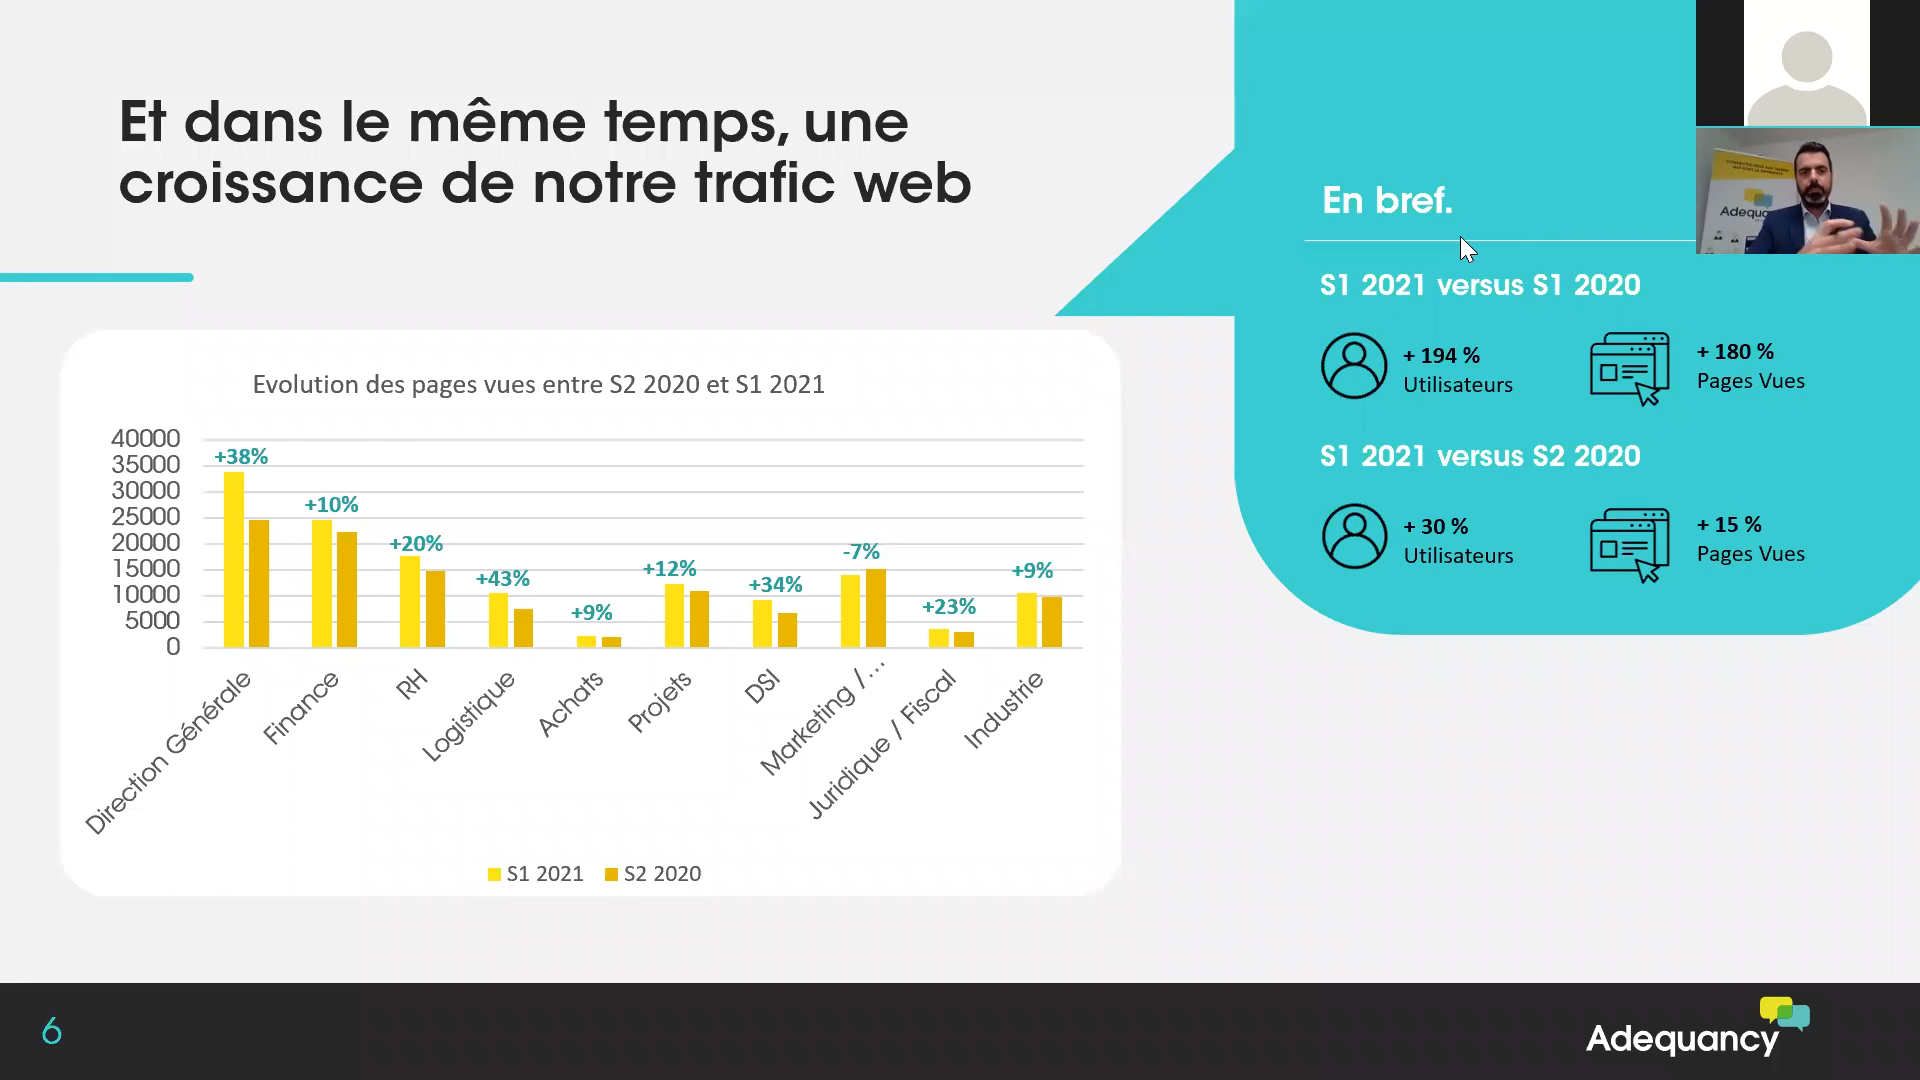 Et dans le même temps, une
croissance de notre trafic web
En bref.
S1 2021 versus S1 2020
+ 194 %
Utilisateurs
+ 180 %
Pages Vues
S1 2021 versus S2 2020
+ 30 %
Utilisateurs
+ 15 %
Pages Vues
Evolution des pages vues entre S2 2020 et S1 2021
40000
35000
30000
25000
20000
15000
10000
5000
0
+38%
+10%
+20%
+43%
+9%
+12%
+34%
-7%
+23%
+9%
Direction Générale
Finance
RH
Logistique
Achats
Projets
DSI
Marketing /...
Juridique / Fiscal
Industrie
S1 2021
S2 2020
6
Adequancy